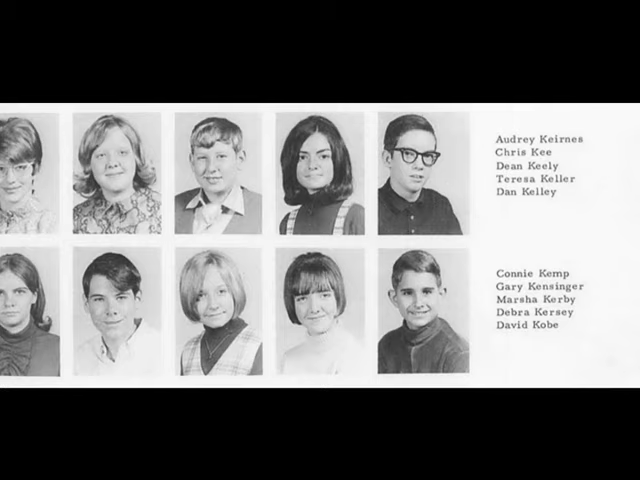 Audrey Keirnes
Chris Kee
Dean Keely
Teresa Keller
Dan Kelley
Connie Kemp
Gary Kensinger
Marsha Kerby
Debra Kersey
David Kobe